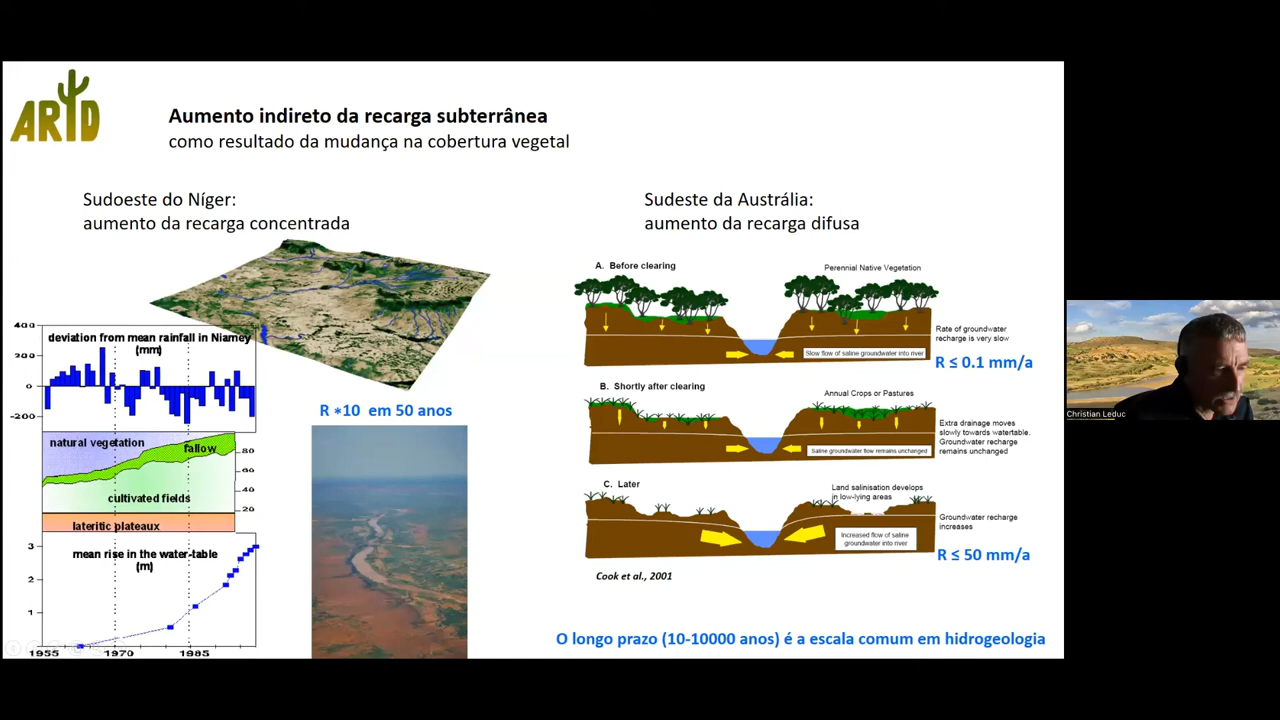 ARID
Aumento indireto da recarga subterrânea
como resultado da mudança na cobertura vegetal
Sudoeste do Níger:
aumento da recarga concentrada
deviation from mean rainfall in Niamey
(mm)
400
200
0
-200
natural vegetation
fallow
cultivated fields
lateritic plateaux
80
60
40
20
mean rise in the water-table
(m)
3
2
1
1955 1970 1985
R *10 em 50 anos
Sudeste da Austrália:
aumento da recarga difusa
A. Before clearing
Perennial Native Vegetation
Rate of groundwater
recharge is very slow
Slow flow of saline groundwater into river
R ≤ 0.1 mm/a
B. Shortly after clearing
Annual Crops or Pastures
Extra drainage moves
slowly towards watertable.
Groundwater recharge
remains unchanged
Saline groundwater flow remains unchanged
C. Later
Land salinisation develops
in low-lying areas
Groundwater recharge
increases
Increased flow of saline
groundwater into river
R ≤ 50 mm/a
Cook et al., 2001
O longo prazo (10-10000 anos) é a escala comum em hidrogeologia
Christian Leduc